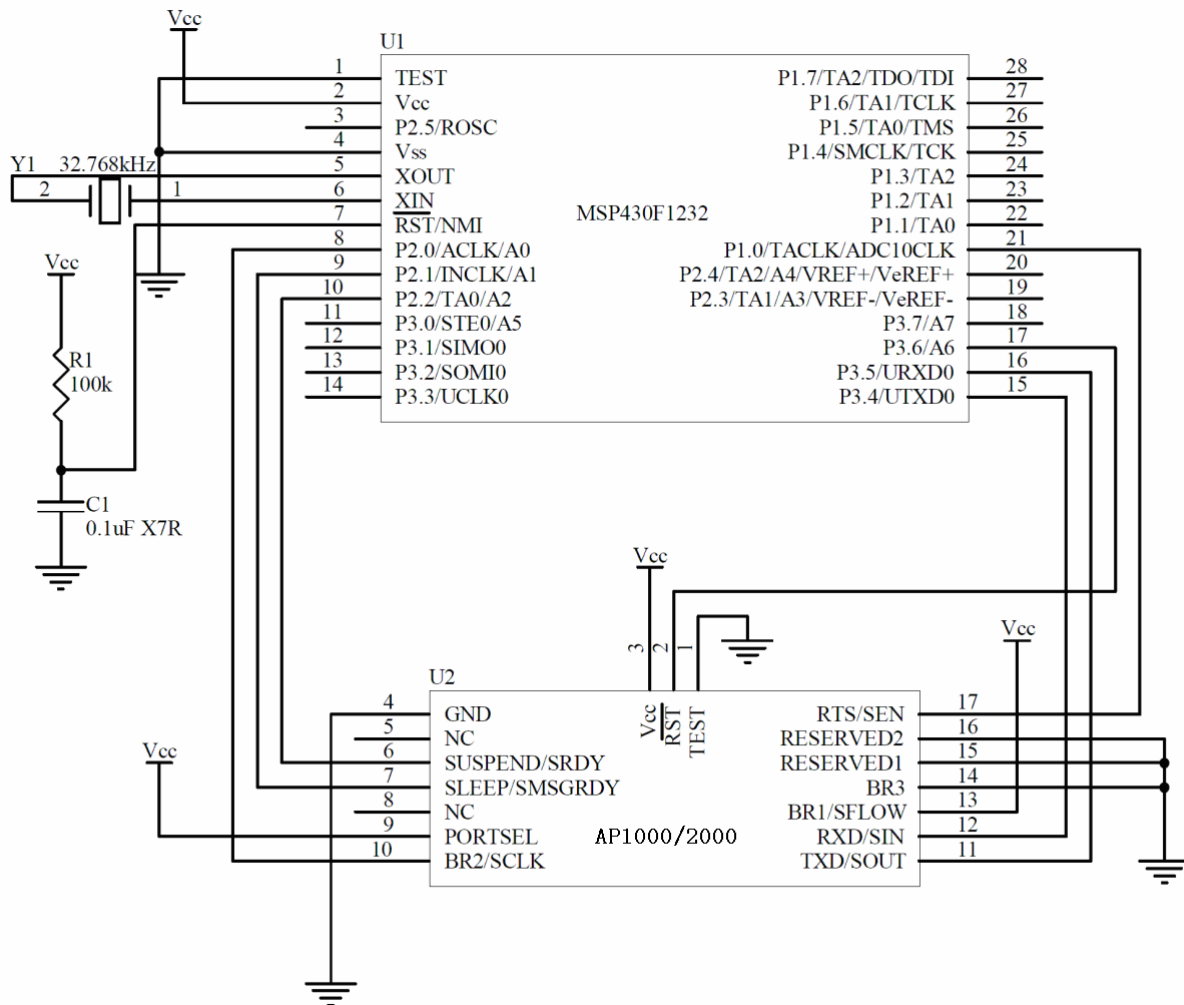 Vcc
U1
1 TEST
2 Vcc
3 P2.5/ROSC
4 Vss
5 XOUT
6 XIN
7 RST/NMI
8 P2.0/ACLK/A0
9 P2.1/INCLK/A1
10 P2.2/TA0/A2
11 P3.0/STE0/A5
12 P3.1/SIMO0
13 P3.2/SOMI0
14 P3.3/UCLK0
MSP430F1232
P1.7/TA2/TDO/TDI 28
P1.6/TA1/TCLK 27
P1.5/TA0/TMS 26
P1.4/SMCLK/TCK 25
P1.3/TA2 24
P1.2/TA1 23
P1.1/TA0 22
P1.0/TACLK/ADC10CLK 21
P2.4/TA2/A4/VREF+/VeREF+ 20
P2.3/TA1/A3/VREF-/VeREF- 19
P3.7/A7 18
P3.6/A6 17
P3.5/URXD0 16
P3.4/UTXD0 15
Y1 32.768kHz
2 1
Vcc
R1
100k
C1
0.1uF X7R
Vcc
3 2 1
Vcc RST TEST
Vcc
U2
4 GND
5 NC
6 SUSPEND/SRDY
7 SLEEP/SMSGRDY
8 NC
9 PORTSEL
10 BR2/SCLK
Vcc
AP1000/2000
RTS/SEN 17
RESERVED2 16
RESERVED1 15
BR3 14
BR1/SFLOW 13
RXD/SIN 12
TXD/SOUT 11